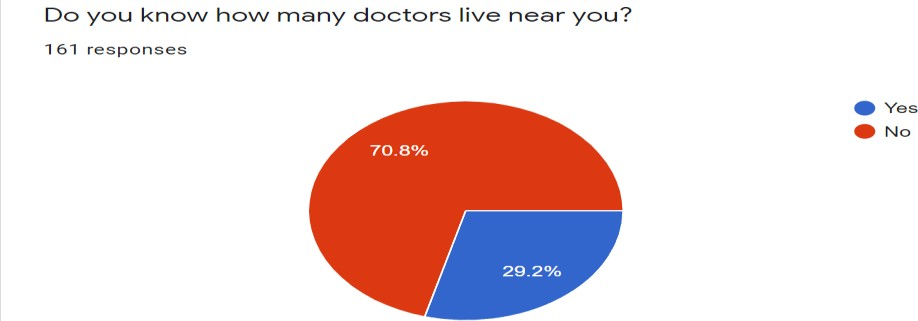 Do you know how many doctors live near you?
161 responses
Yes
No
70.8%
29.2%